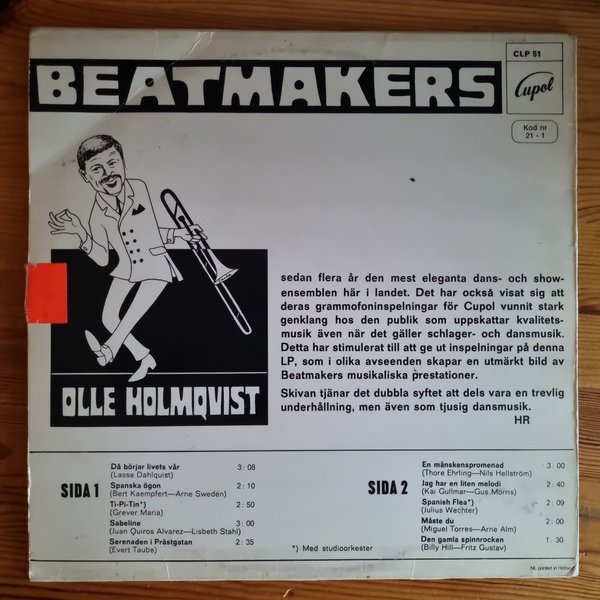 BEATMAKERS
CLP 51
Cupol
Kod nr
21 - 1
sedan flera år den mest eleganta dans- och show-
ensemblen här i landet. Det har också visat sig att
deras grammofoninspelningar för Cupol vunnit stark
genklang hos den publik som uppskattar kvalitets-
musik även när det gäller schlager- och dansmusik.
Detta har stimulerat till att ge ut inspelningar på denna
LP, som i olika avseenden skapar en utmärkt bild av
Beatmakers musikaliska prestationer.
Skivan tjänar det dubbla syftet att dels vara en trevlig
underhållning, men även som tjusig dansmusik.
HR
OLLE HOLMQVIST
SIDA 1
Då börjar livets vår 3 : 08
(Lasse Dahlquist)
Spanska ögon 2 : 10
(Bert Kaempfert—Arne Swedén)
Ti-Pi-Tin*) 2 : 50
(Grever Maria)
Sabeline 3 : 00
(Juan Quiros Alvarez—Lisbeth Stahl)
Serenaden i Prästgatan 2 : 35
(Evert Taube)
*) Med studioorkester
SIDA 2
En månskenspromenad 3 : 00
(Thore Ehrling—Nils Hellström)
Jag har en liten melodi 2 : 40
(Kai Gullmar—Gus Morris)
Spanish Flea*) 2 : 09
(Julius Wechter)
Måste du 2 : 00
(Miguel Torres—Arne Alm)
Den gamla spinnrocken 1 : 30
(Billy Hill—Fritz Gustav)
printed in